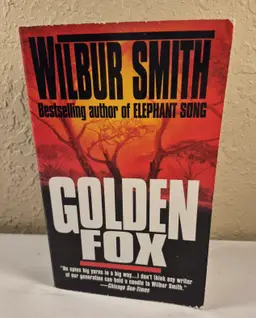 WILBUR SMITH
Bestselling author of ELEPHANT SONG
GOLDEN
FOX
"He spins big yarns in a big way...I don't think any writer
of our generation can hold a candle to Wilbur Smith."
—Chicago Sun-Times